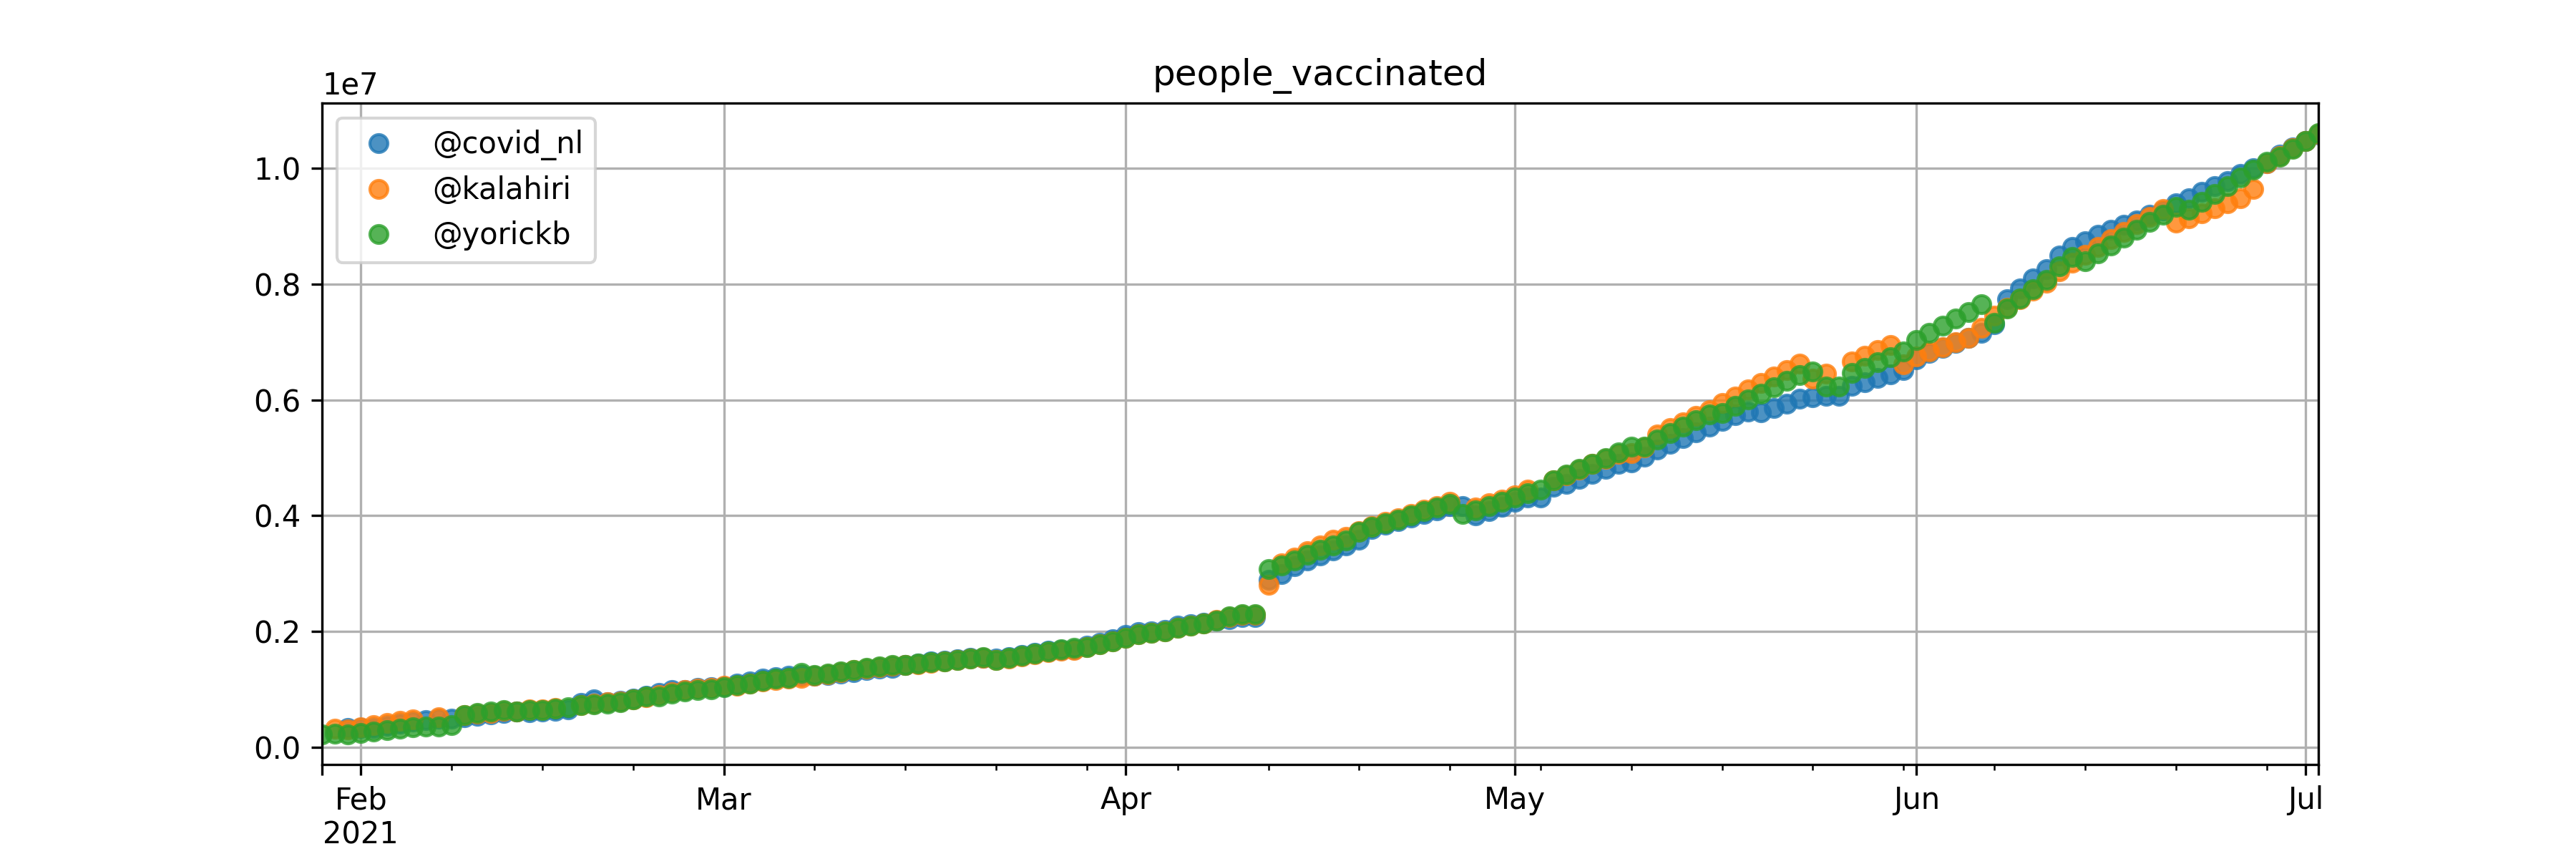 people_vaccinated
1e7
@covid_nl
@kalahiri
@yorickb
1.0
0.8
0.6
0.4
0.2
0.0
Feb Mar Apr May Jun Jul
2021